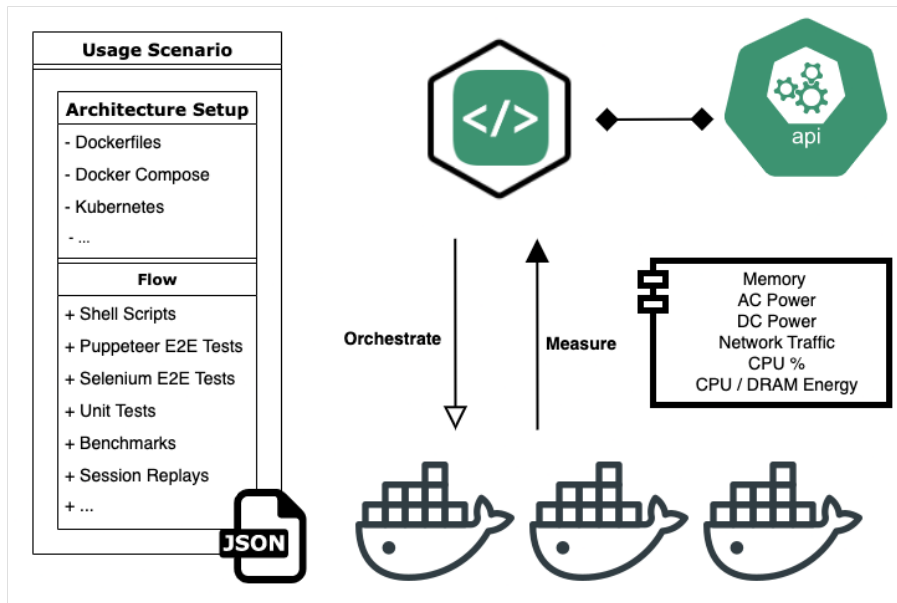 Usage Scenario
Architecture Setup
- Dockerfiles
- Docker Compose
- Kubernetes
- ...
Flow
+ Shell Scripts
+ Puppeteer E2E Tests
+ Selenium E2E Tests
+ Unit Tests
+ Benchmarks
+ Session Replays
+ ...
JSON
</>
api
Orchestrate
Measure
Memory
AC Power
DC Power
Network Traffic
CPU %
CPU / DRAM Energy